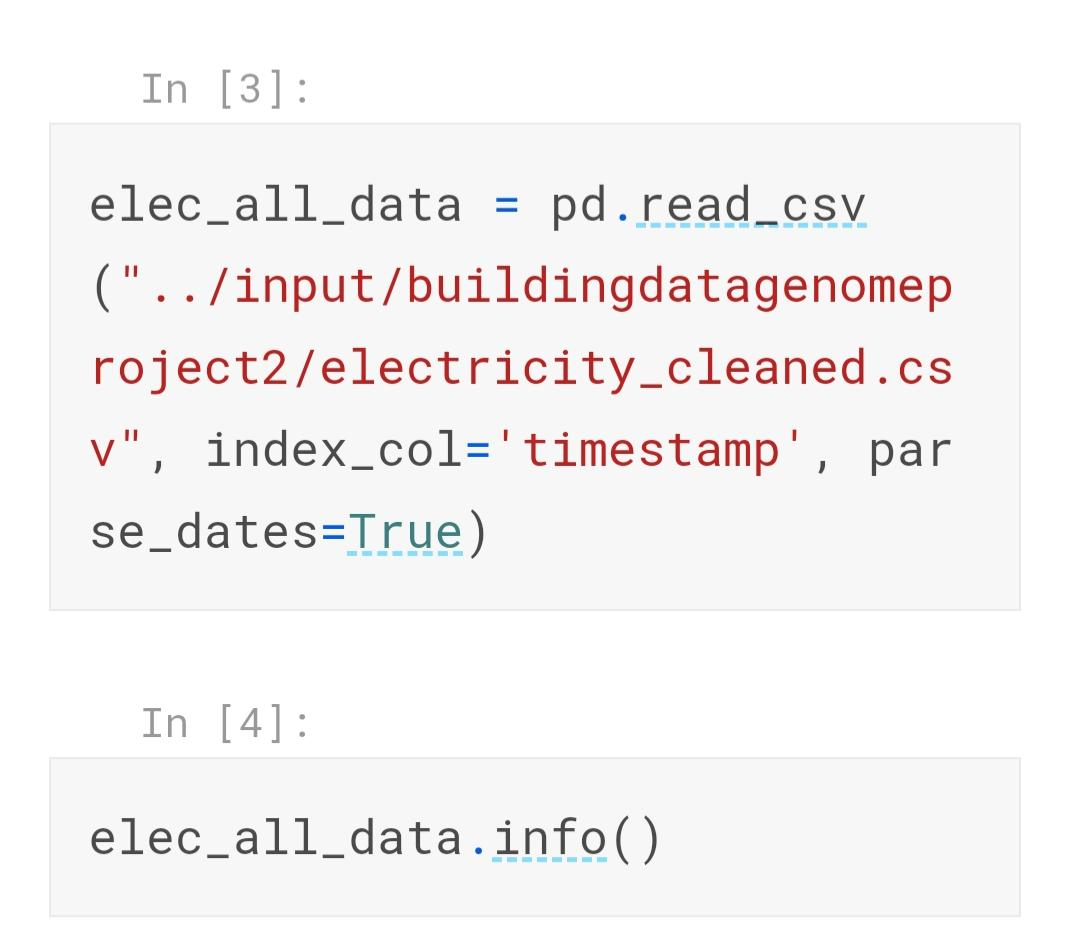 In [3]:
elec_all_data = pd.read_csv
("../input/buildingdatagenomep
roject2/electricity_cleaned.cs
v", index_col='timestamp', par
se_dates=True)
In [4]:
elec_all_data.info()